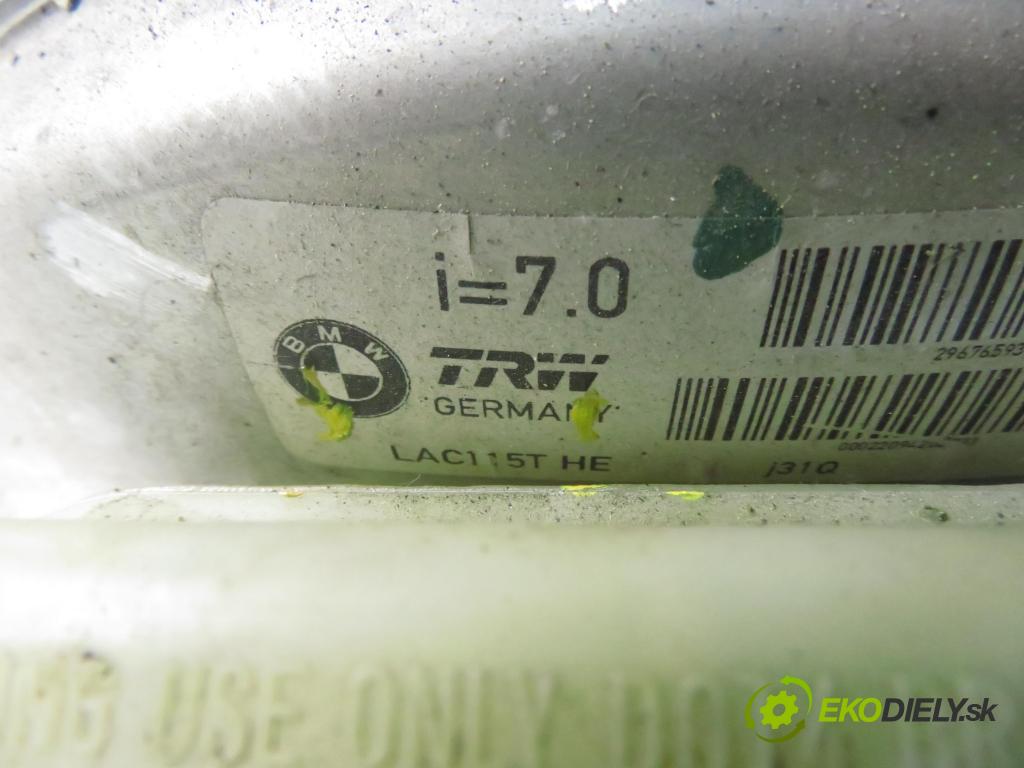 i=7.0
BMW
TRW
GERMANY
29676593
LAC115T HE
j31Q
USE ONLY
EKODIELY.sk